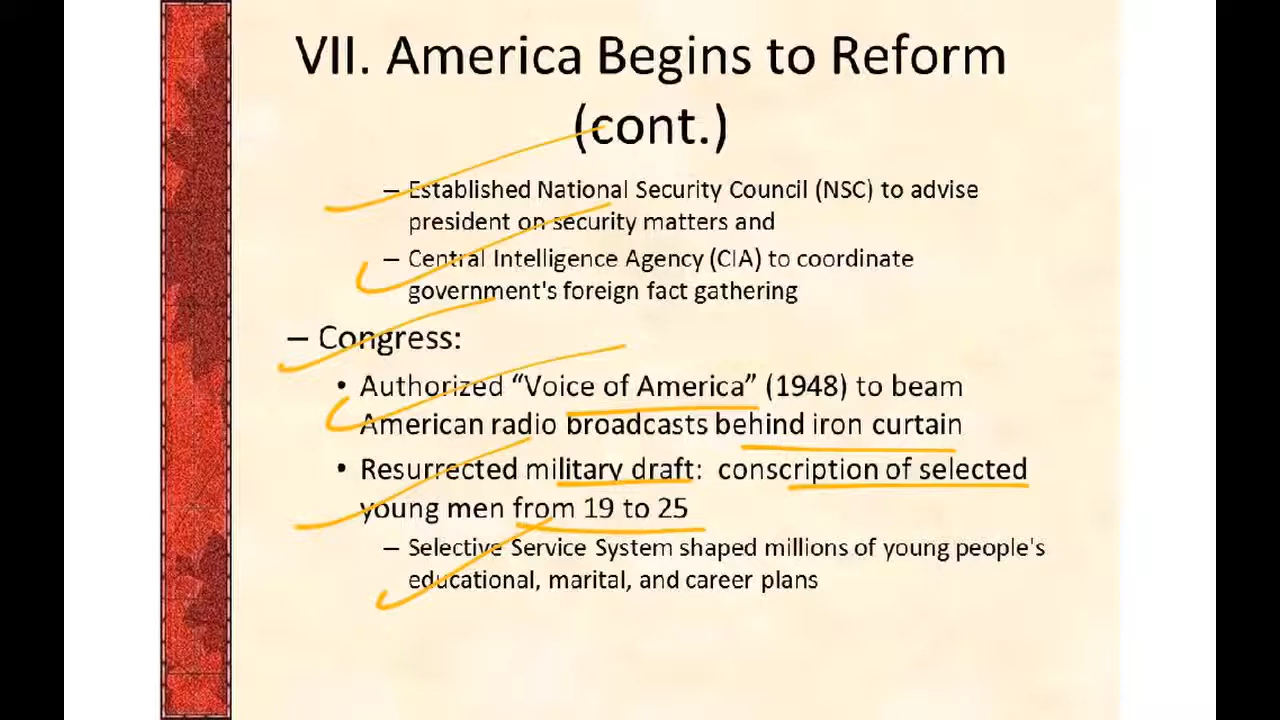 VII. America Begins to Reform
(cont.)
– Established National Security Council (NSC) to advise
president on security matters and
– Central Intelligence Agency (CIA) to coordinate
government's foreign fact gathering
– Congress:
• Authorized “Voice of America” (1948) to beam
American radio broadcasts behind iron curtain
• Resurrected military draft: conscription of selected
young men from 19 to 25
– Selective Service System shaped millions of young people's
educational, marital, and career plans